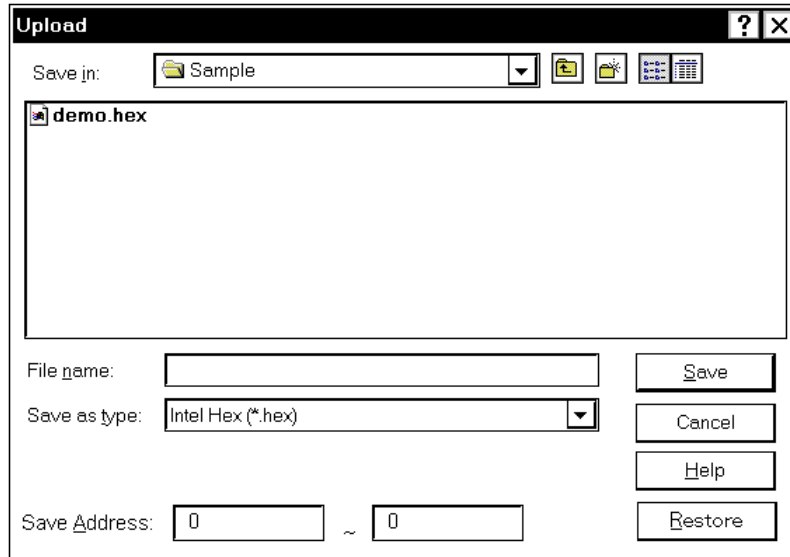 Upload
Save in: Sample
demo.hex
File name:
Save
Save as type: Intel Hex (*.hex)
Cancel
Help
Save Address: 0 ~ 0
Restore